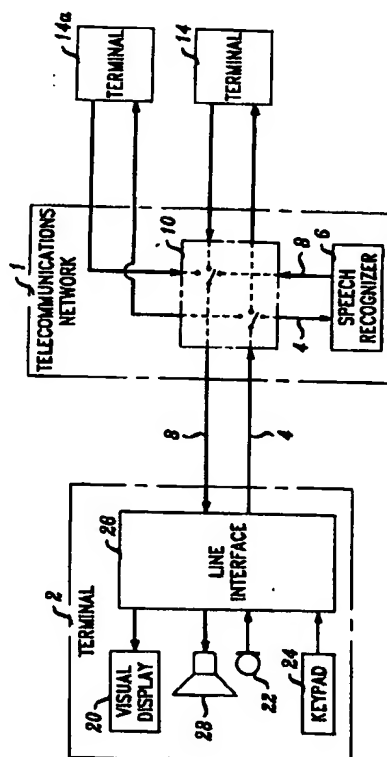 2
TERMINAL
20
VISUAL
DISPLAY
28
22
24
KEYPAD
26
LINE
INTERFACE
8
4
1
TELECOMMUNICATIONS
NETWORK
10
4
8
6
SPEECH
RECOGNIZER
14a
TERMINAL
14
TERMINAL